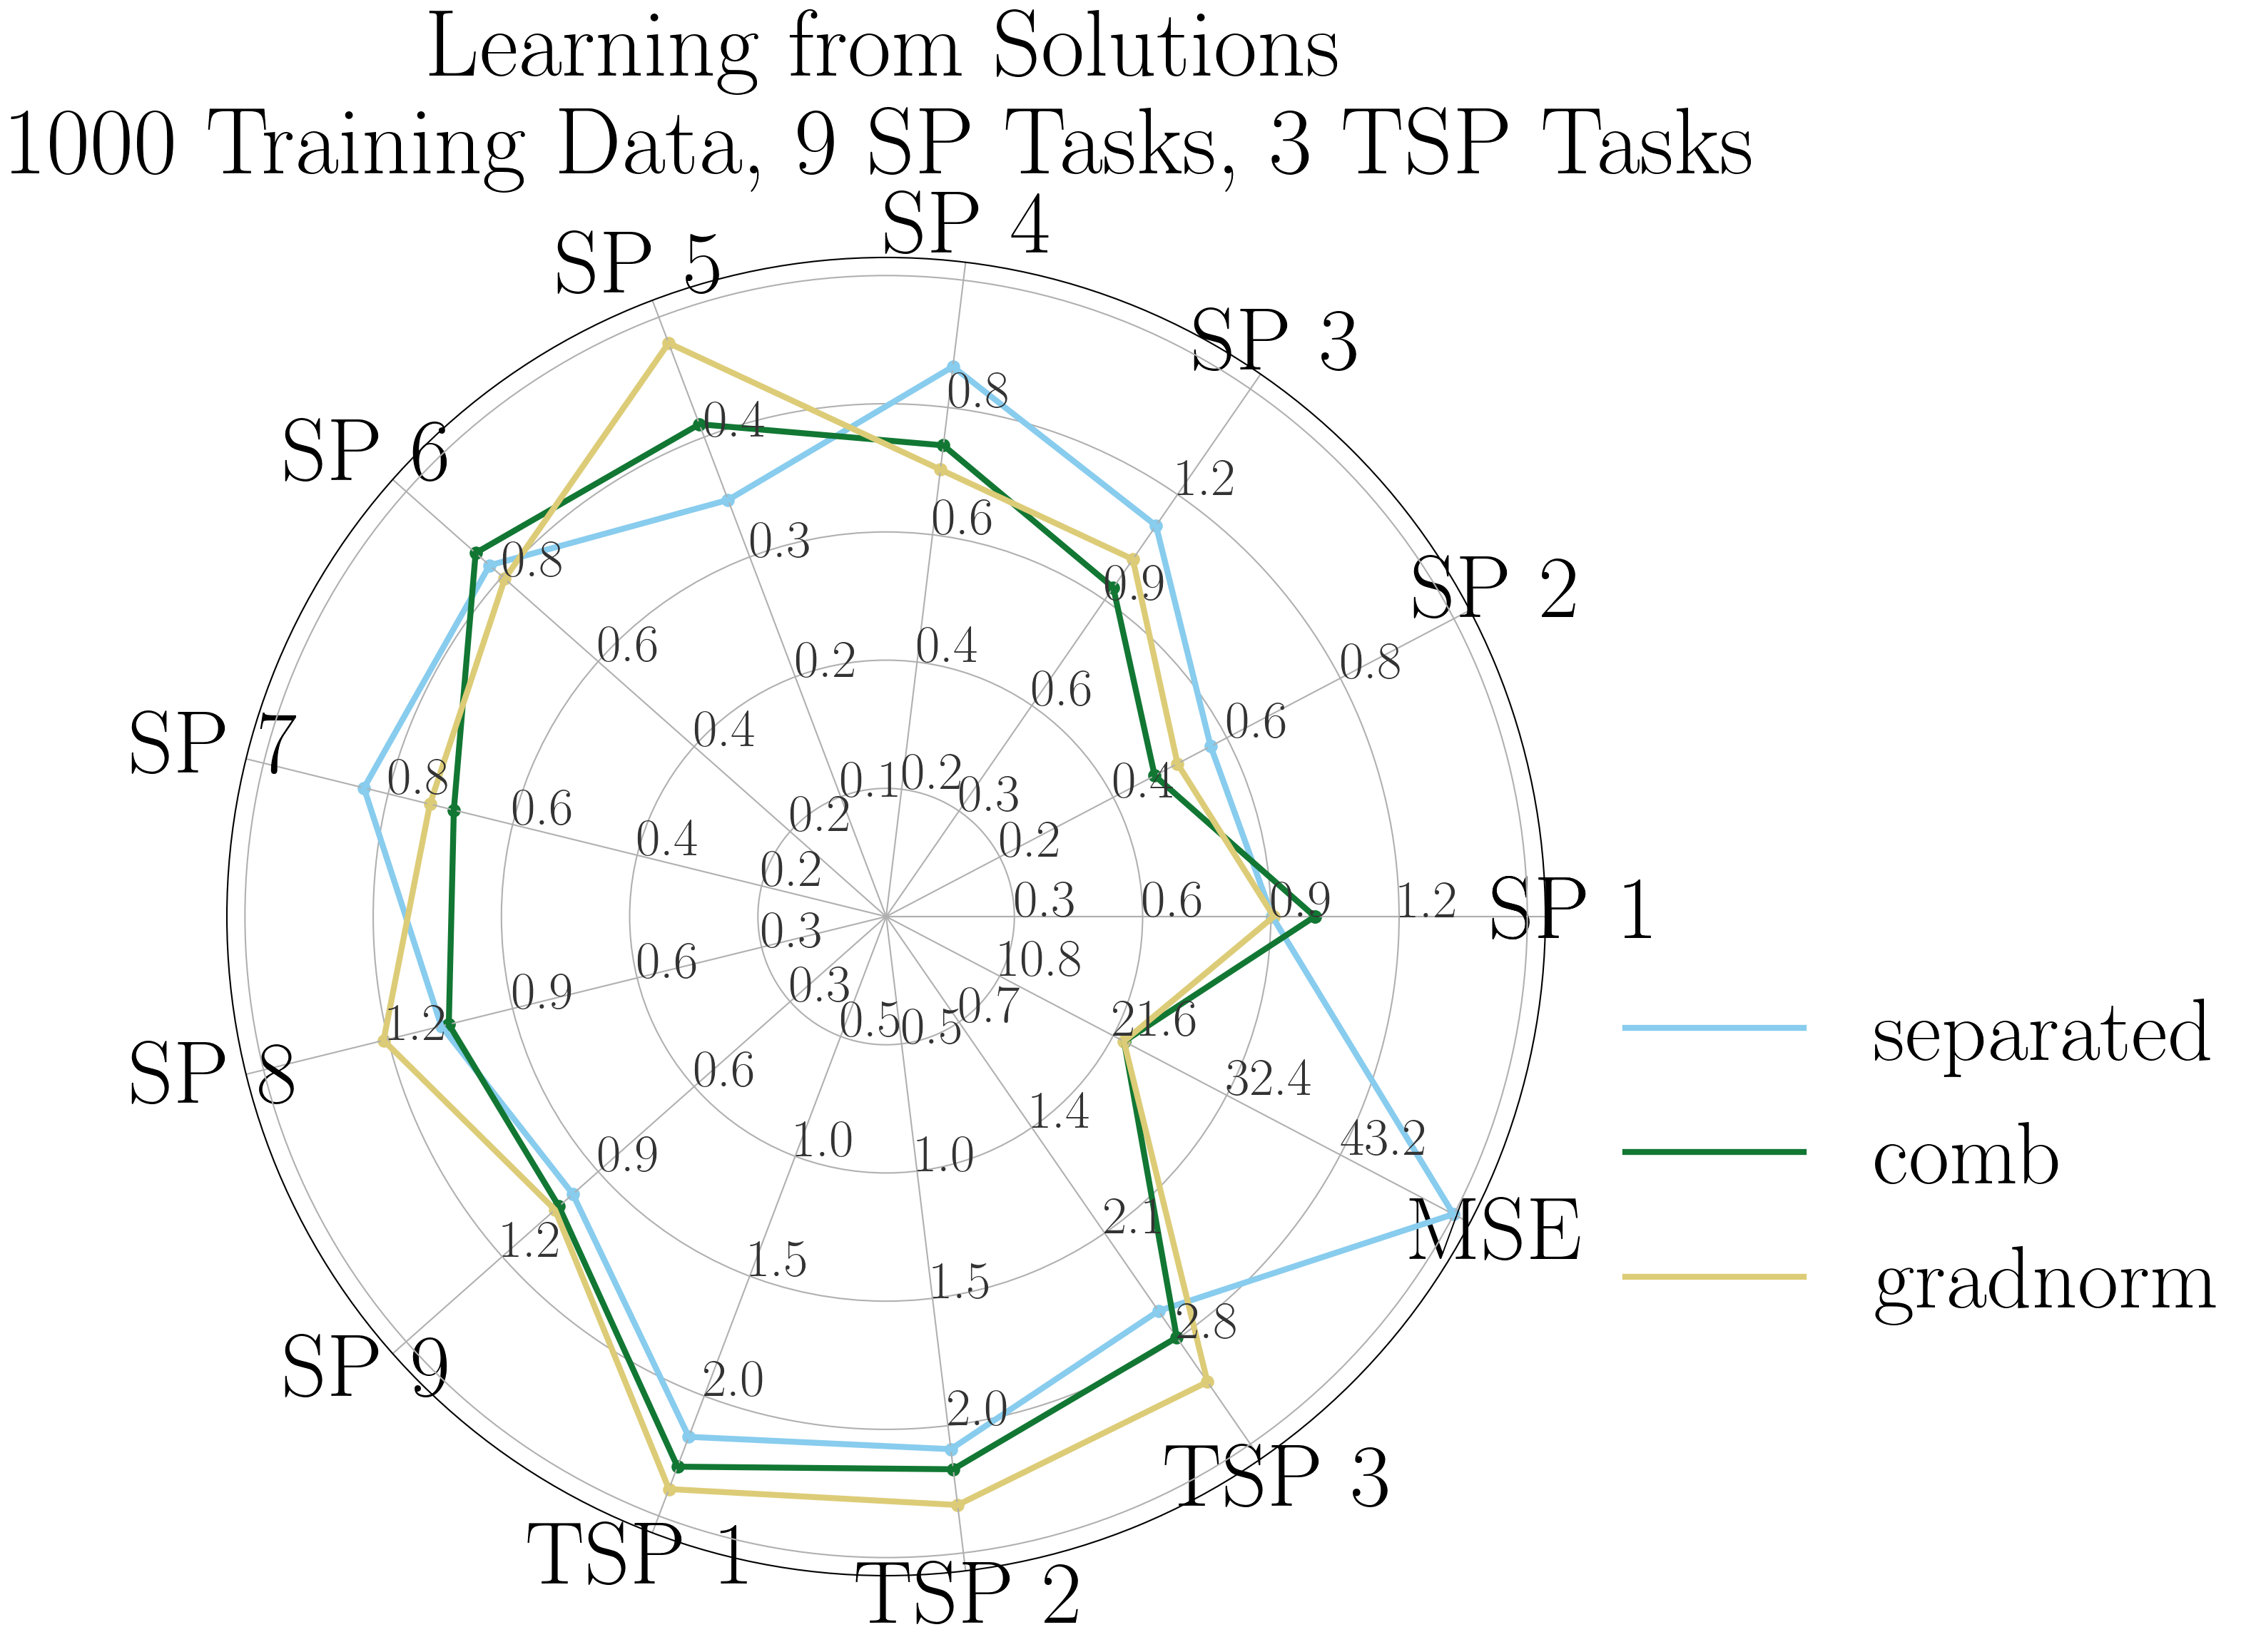 Learning from Solutions
1000 Training Data, 9 SP Tasks, 3 TSP Tasks
SP 4
SP 5
SP 3
SP 6
SP 2
SP 7
SP 1
SP 8
MSE
SP 9
TSP 3
TSP 1
TSP 2
0.3 0.6 0.9 1.2
0.2 0.4 0.6 0.8
0.3 0.6 0.9 1.2
0.2 0.4 0.6 0.8
0.1 0.2 0.3 0.4
0.2 0.4 0.6 0.8
0.2 0.4 0.6 0.8
0.3 0.6 0.9 1.2
0.3 0.6 0.9 1.2
0.5 1.0 1.5 2.0
0.5 1.0 1.5 2.0
0.7 1.4 2.1 2.8
10.8 21.6 32.4 43.2
separated
comb
gradnorm